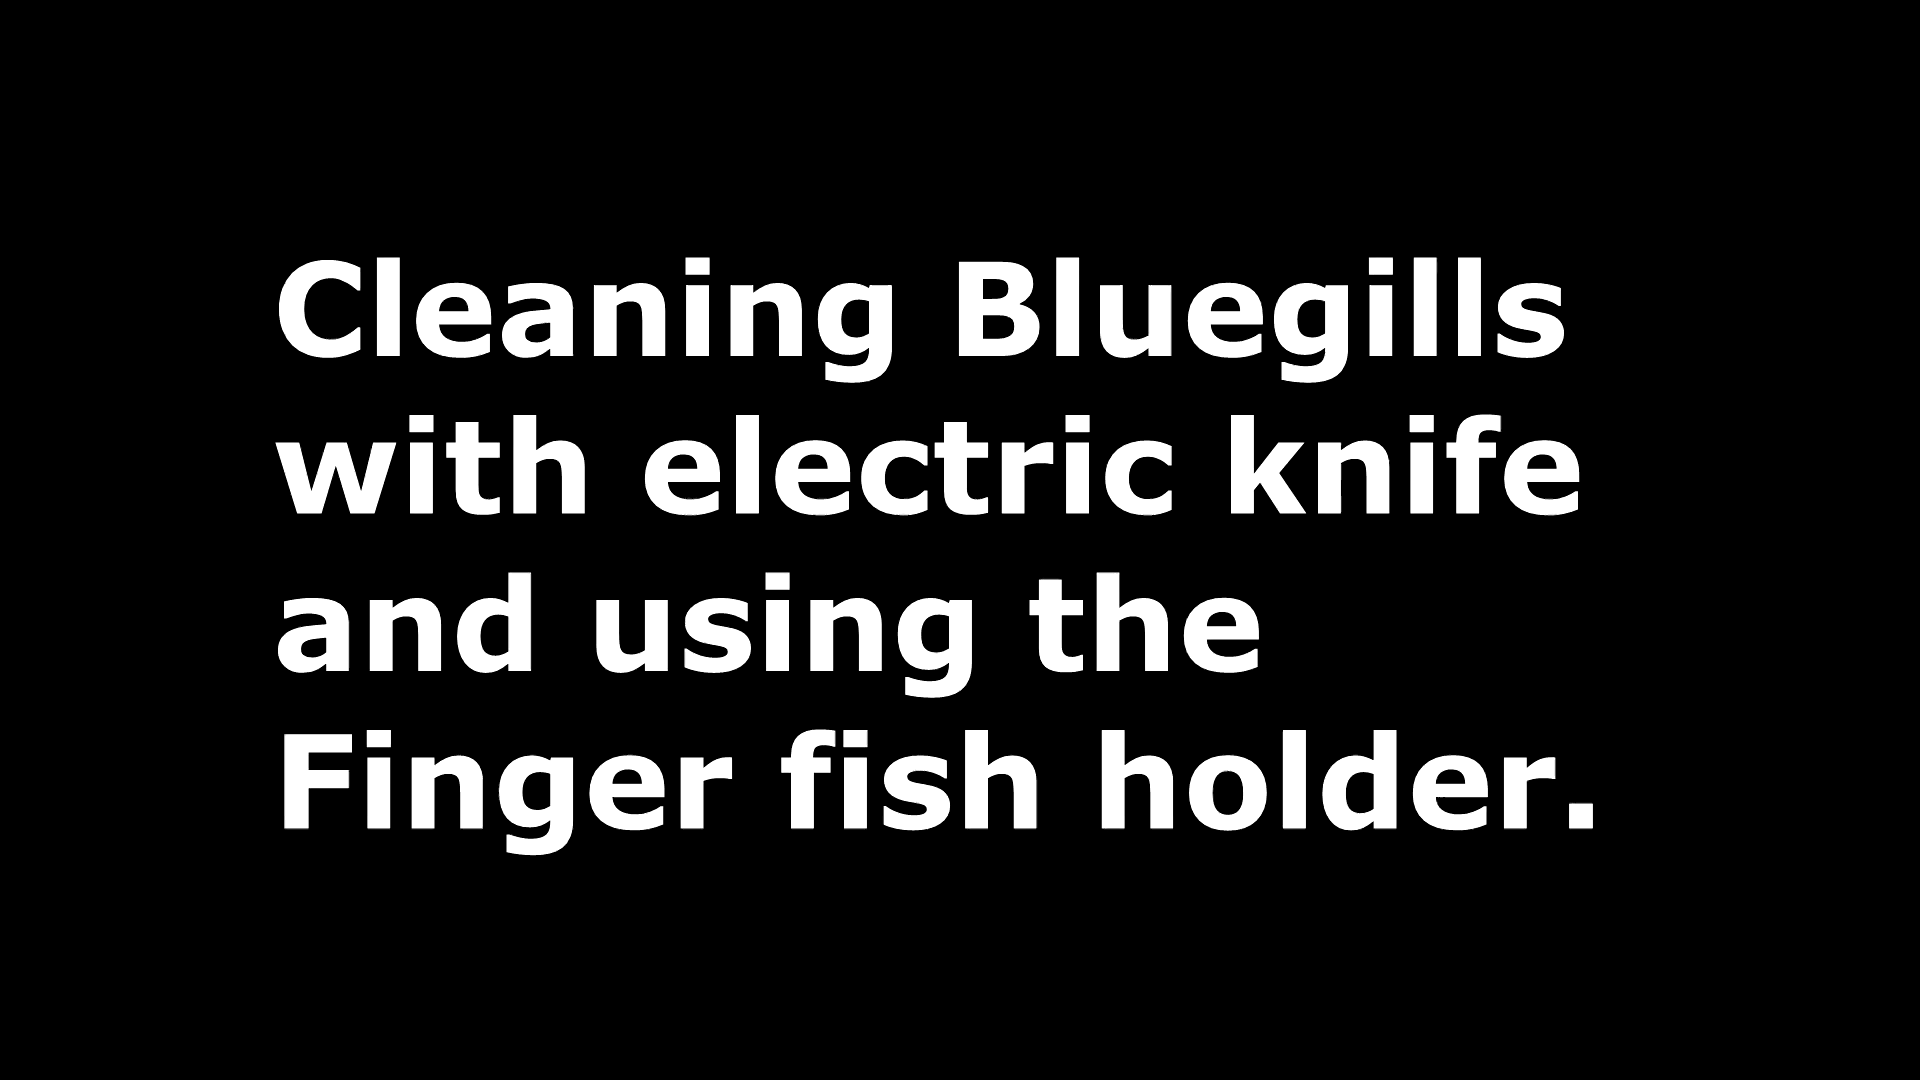 Cleaning Bluegills
with electric knife
and using the
Finger fish holder.